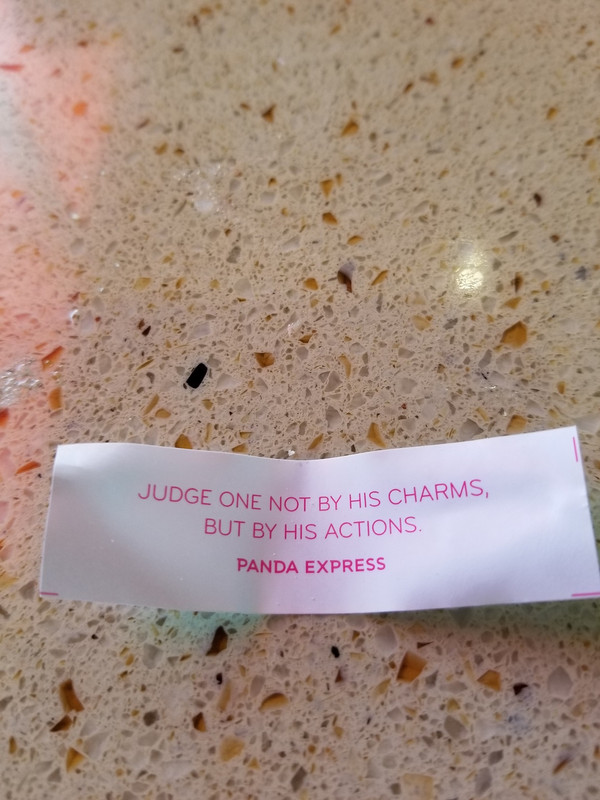 JUDGE ONE NOT BY HIS CHARMS,
BUT BY HIS ACTIONS.
PANDA EXPRESS